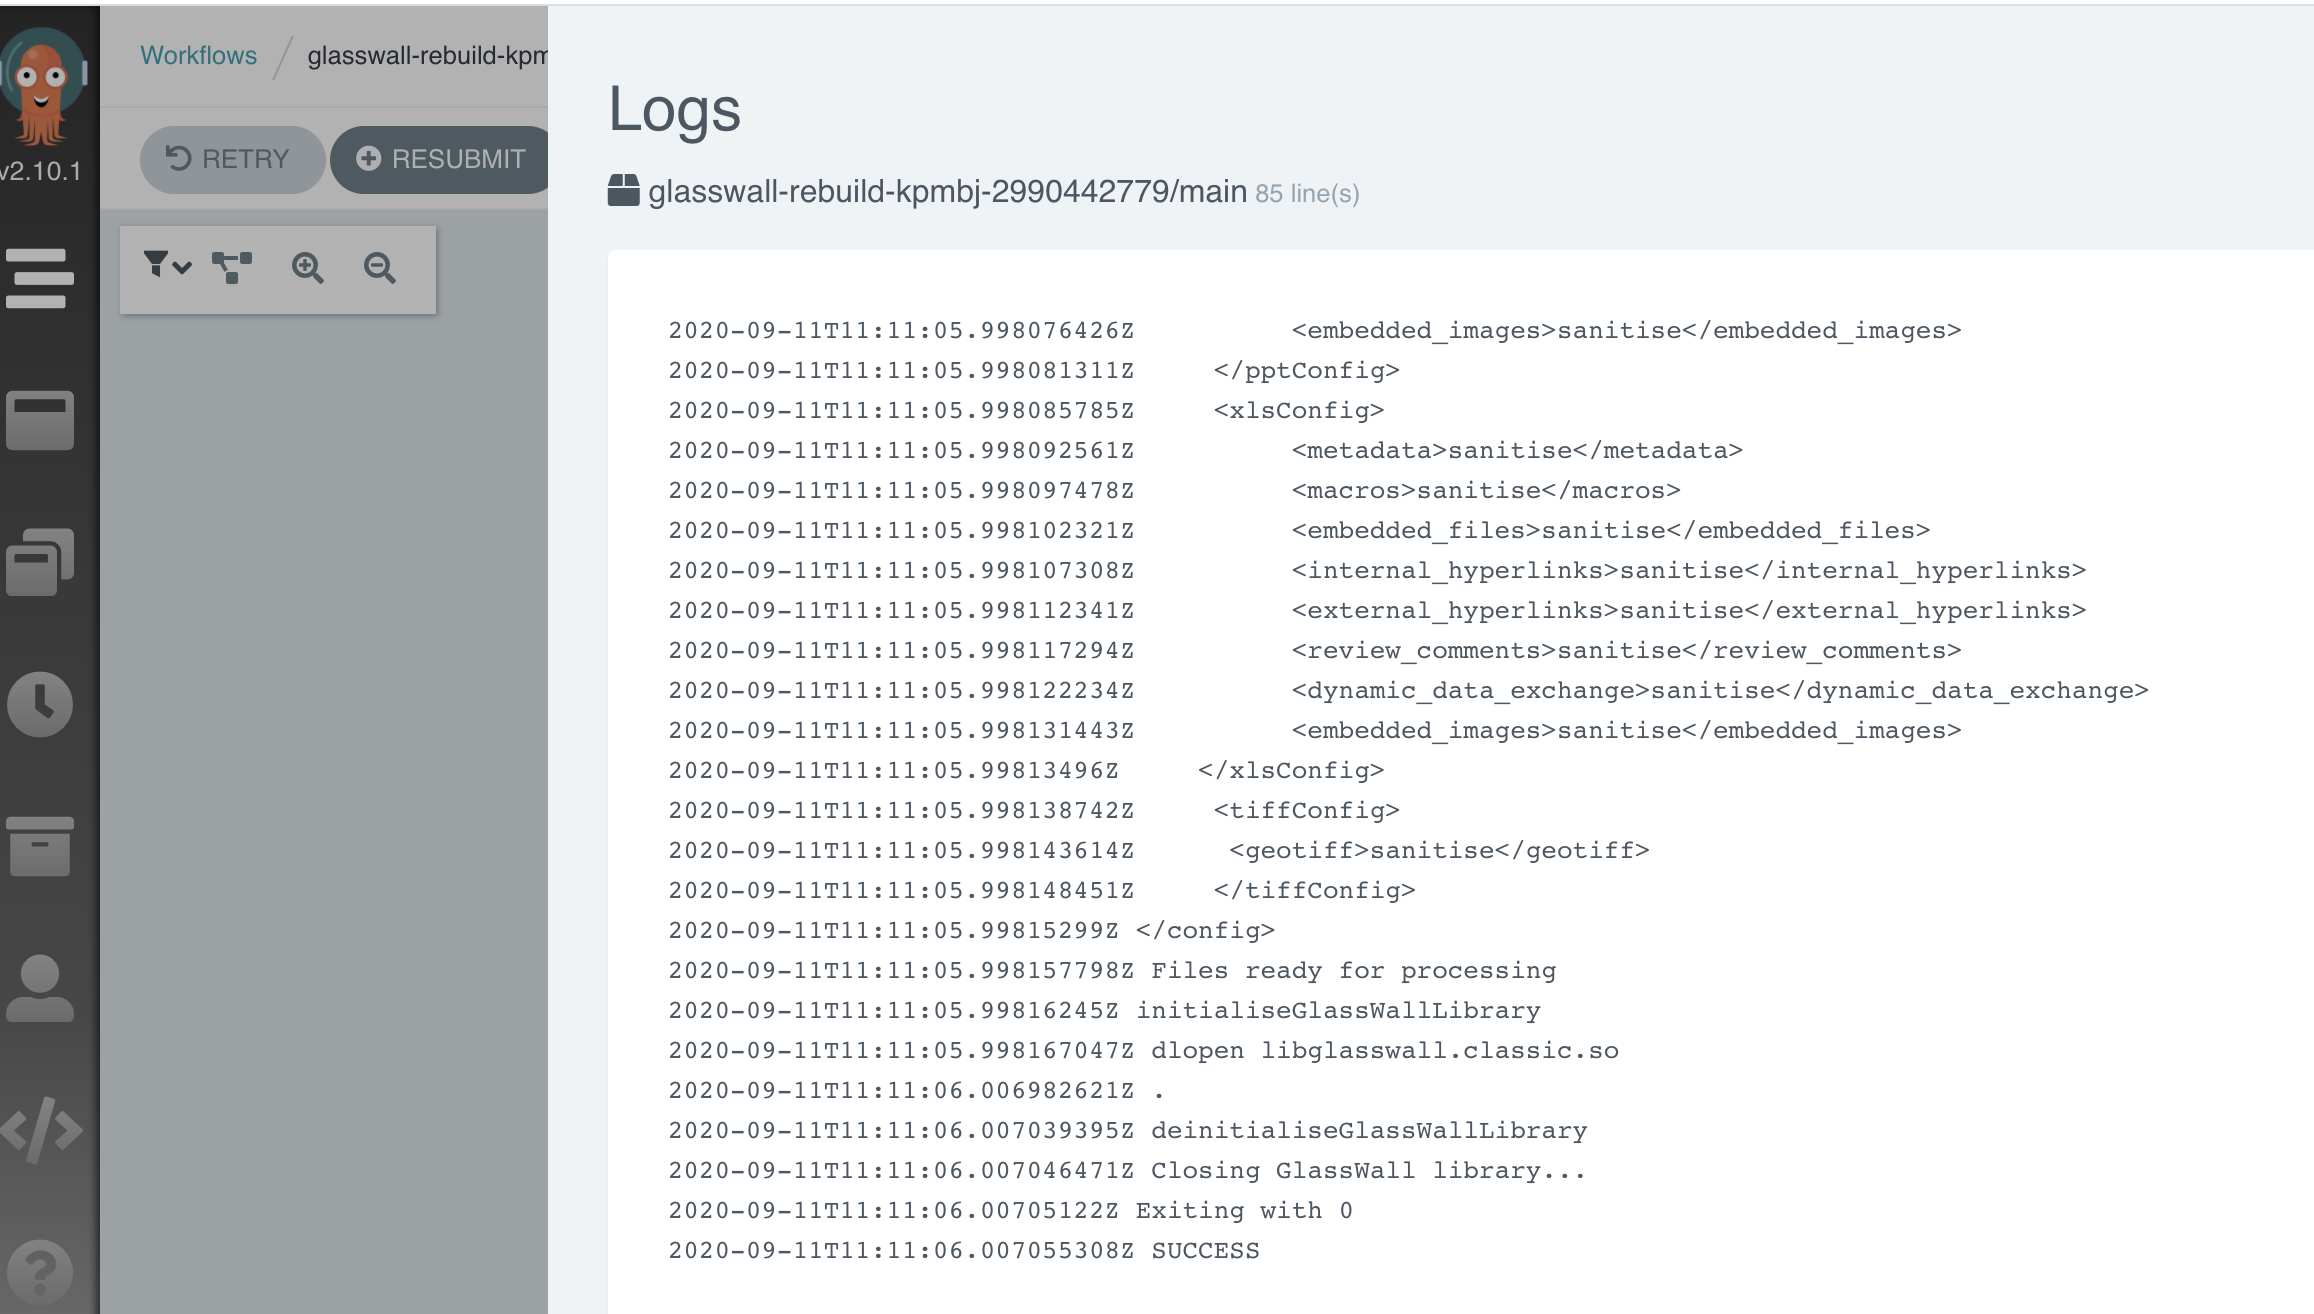 v2.10.1
Workflows
RETRY
RESUBMIT
Logs
glasswall-rebuild-kpmbj-2990442779/main 85 line(s)
2020-09-11T11:11:05.998076426Z          <embedded_images>sanitise</embedded_images>
2020-09-11T11:11:05.998081311Z     </pptConfig>
2020-09-11T11:11:05.998085785Z     <xlsConfig>
2020-09-11T11:11:05.998092561Z          <metadata>sanitise</metadata>
2020-09-11T11:11:05.998097478Z          <macros>sanitise</macros>
2020-09-11T11:11:05.998102321Z          <embedded_files>sanitise</embedded_files>
2020-09-11T11:11:05.998107308Z          <internal_hyperlinks>sanitise</internal_hyperlinks>
2020-09-11T11:11:05.998112341Z          <external_hyperlinks>sanitise</external_hyperlinks>
2020-09-11T11:11:05.998117294Z          <review_comments>sanitise</review_comments>
2020-09-11T11:11:05.998122234Z          <dynamic_data_exchange>sanitise</dynamic_data_exchange>
2020-09-11T11:11:05.998131443Z          <embedded_images>sanitise</embedded_images>
2020-09-11T11:11:05.99813496Z     </xlsConfig>
2020-09-11T11:11:05.998138742Z     <tiffConfig>
2020-09-11T11:11:05.998143614Z      <geotiff>sanitise</geotiff>
2020-09-11T11:11:05.998148451Z     </tiffConfig>
2020-09-11T11:11:05.99815299Z </config>
2020-09-11T11:11:05.998157798Z Files ready for processing
2020-09-11T11:11:05.99816245Z initialiseGlassWallLibrary
2020-09-11T11:11:05.998167047Z dlopen libglasswall.classic.so
2020-09-11T11:11:06.006982621Z .
2020-09-11T11:11:06.007039395Z deinitialiseGlassWallLibrary
2020-09-11T11:11:06.007046471Z Closing GlassWall library...
2020-09-11T11:11:06.00705122Z Exiting with 0
2020-09-11T11:11:06.007055308Z SUCCESS